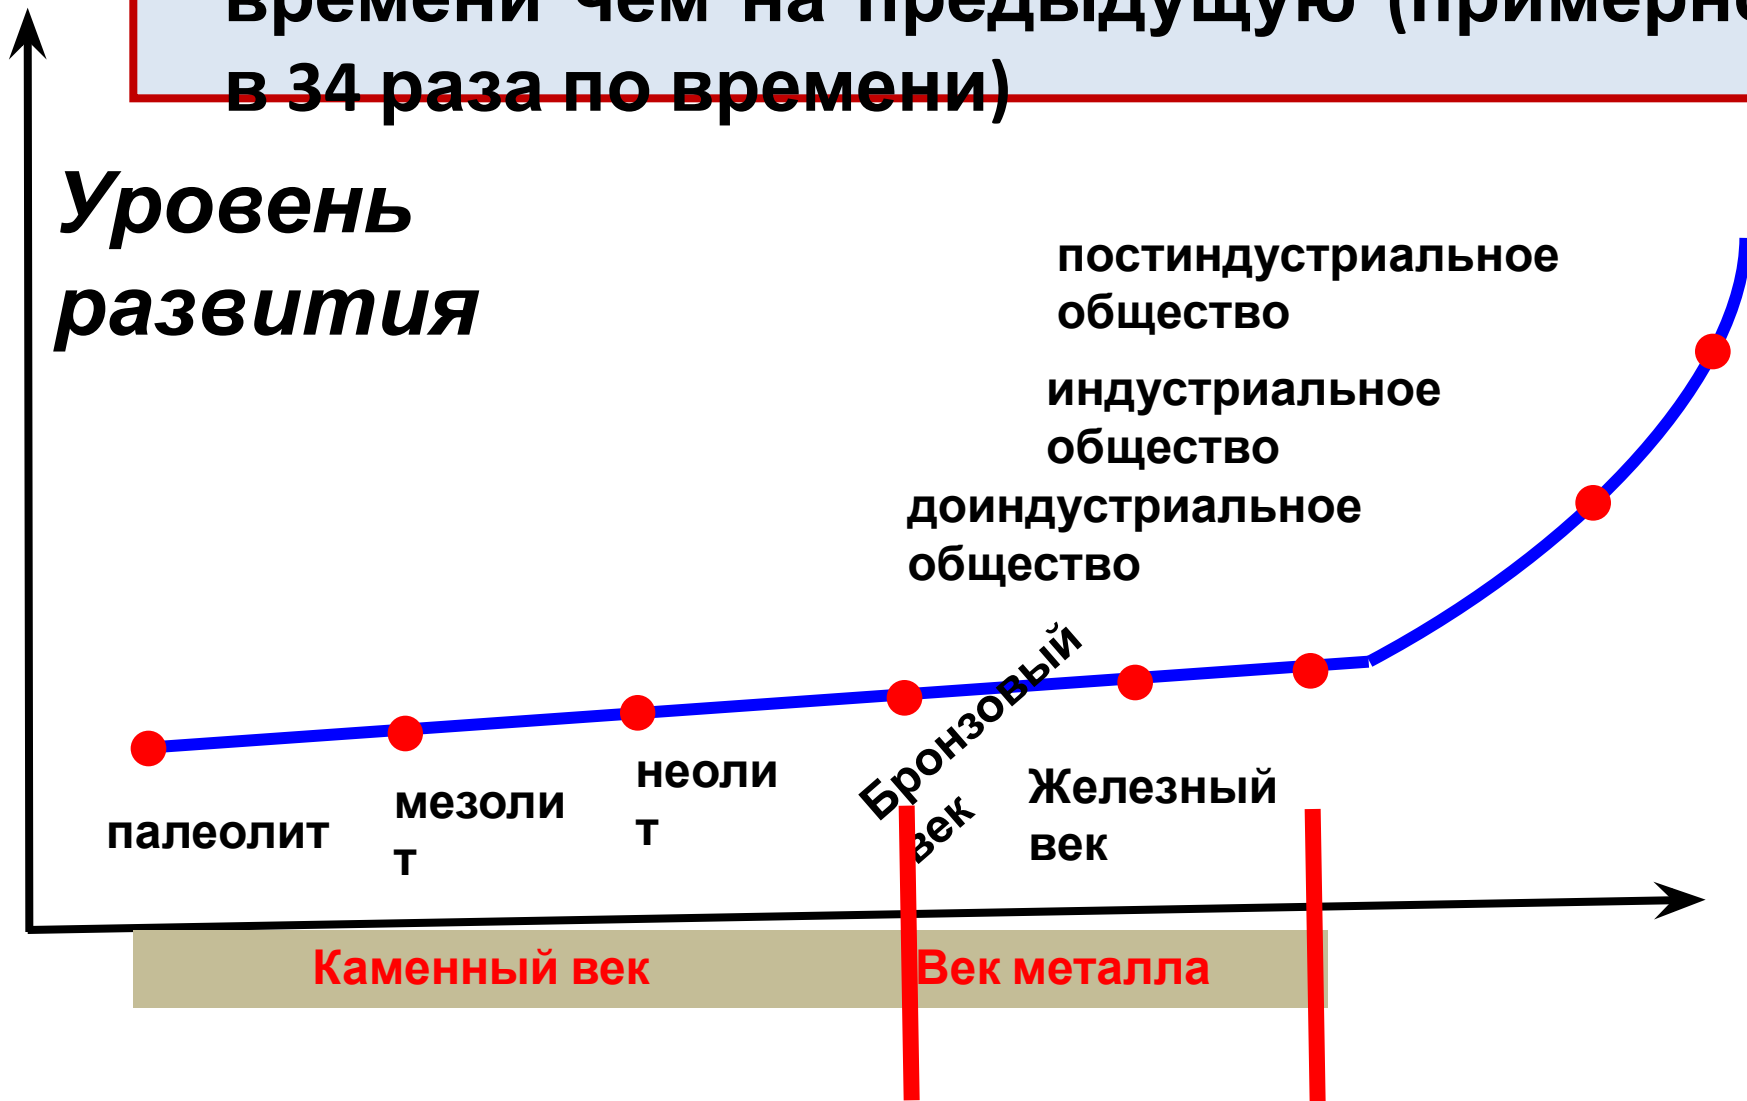 времени чем на предыдущую (примерно
в 34 раза по времени)
Уровень
развития
постиндустриальное
общество
индустриальное
общество
доиндустриальное
общество
Бронзовый
век
палеолит
мезоли
т
неоли
т
Железный
век
Каменный век
Век металла